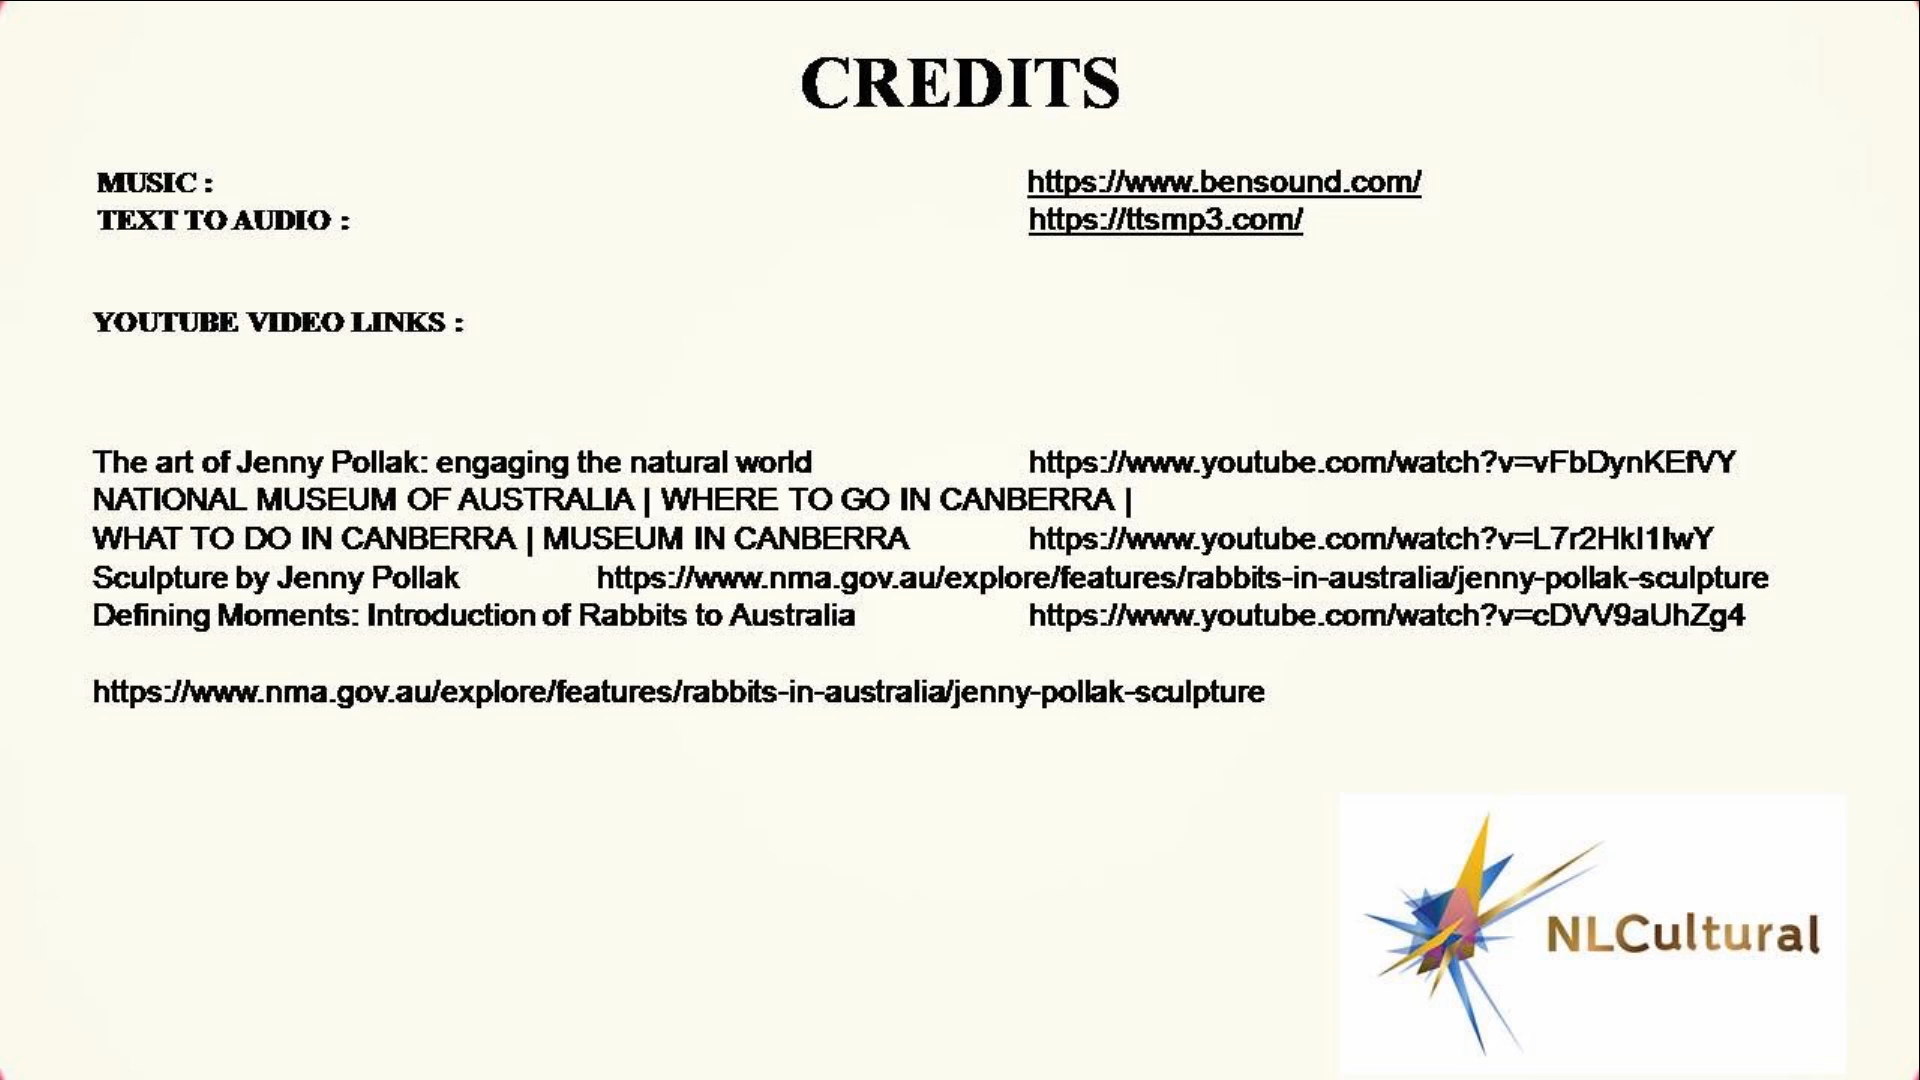 CREDITS
MUSIC : https://www.bensound.com/
TEXT TO AUDIO : https://ttsmp3.com/
YOUTUBE VIDEO LINKS :
The art of Jenny Pollak: engaging the natural world https://www.youtube.com/watch?v=vFbDynKEfVY
NATIONAL MUSEUM OF AUSTRALIA | WHERE TO GO IN CANBERRA |
WHAT TO DO IN CANBERRA | MUSEUM IN CANBERRA https://www.youtube.com/watch?v=L7r2HkI1IwY
Sculpture by Jenny Pollak https://www.nma.gov.au/explore/features/rabbits-in-australia/jenny-pollak-sculpture
Defining Moments: Introduction of Rabbits to Australia https://www.youtube.com/watch?v=cDVV9aUhZg4
https://www.nma.gov.au/explore/features/rabbits-in-australia/jenny-pollak-sculpture
NLCultural